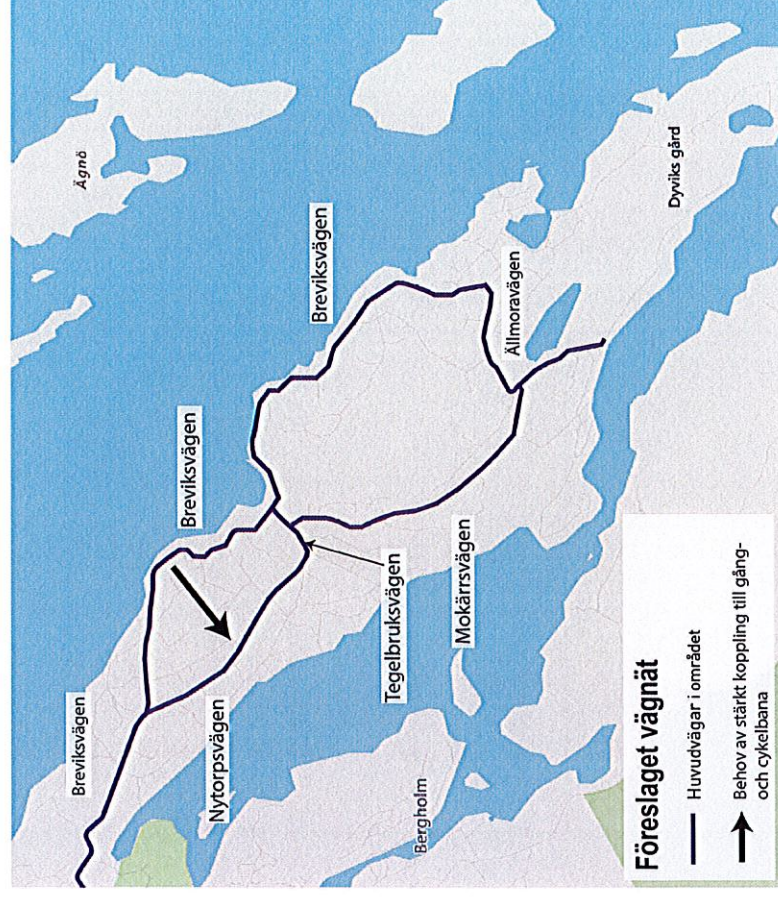 Ägnö
Breviksvägen
Breviksvägen
Breviksvägen
Dyviks gård
Ällmoravägen
Tegelbruksvägen
Mokärrsvägen
Nytorpsvägen
Bergholm
Föreslaget vägnät
Huvudvägar i området
Behov av stärkt koppling till gång-
och cykelbana